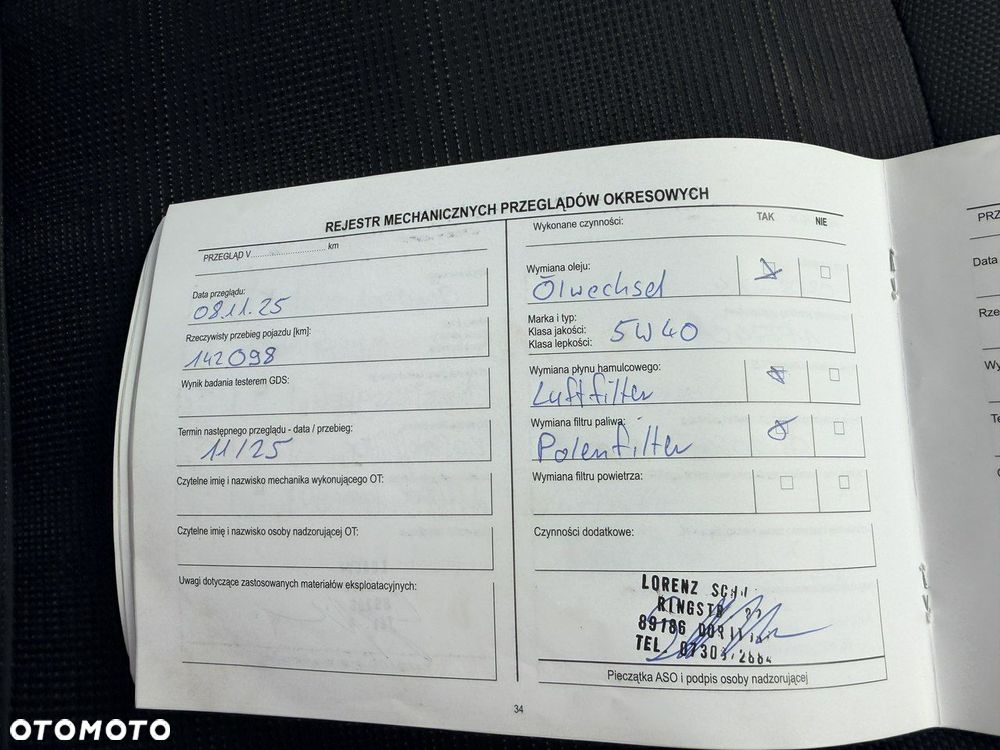 REJESTR MECHANICZNYCH PRZEGLĄDÓW OKRESOWYCH
PRZEGLĄD V............................ km
Data przeglądu:
08.11.25
Rzeczywisty przebieg pojazdu [km]:
142098
Wynik badania testerem GDS:
Termin następnego przeglądu - data / przebieg:
11/25
Czytelne imię i nazwisko mechanika wykonującego OT:
Czytelne imię i nazwisko osoby nadzorującej OT:
Uwagi dotyczące zastosowanych materiałów eksploatacyjnych:
Wykonane czynności: TAK NIE
Wymiana oleju:
Ölwechsel
Marka i typ:
Klasa jakości: 5W40
Klasa lepkości:
Wymiana płynu hamulcowego:
Luftfilter
Wymiana filtru paliwa:
Polenfilter
Wymiana filtru powietrza:
Czynności dodatkowe:
LORENZ
89186
TEL.
Pieczątka ASO i podpis osoby nadzorującej
34
PRZ
Data
Rze
Wy
OTOMOTO